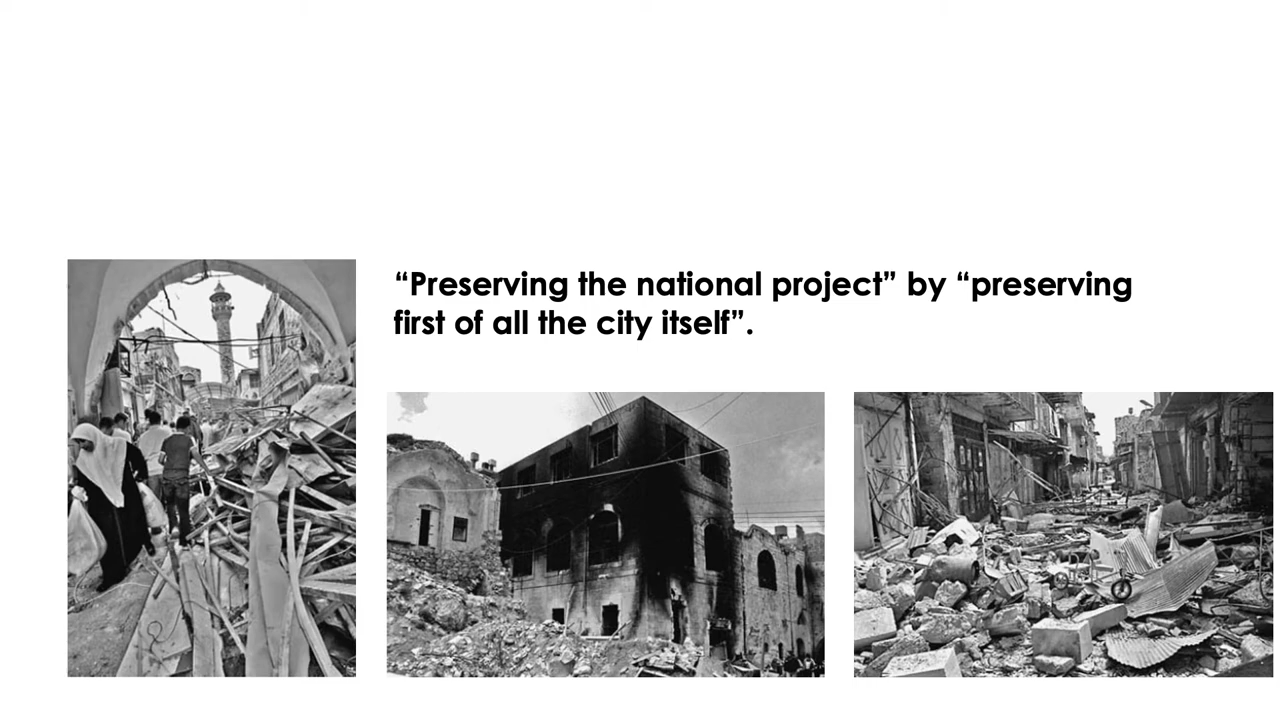 “Preserving the national project” by “preserving
first of all the city itself”.